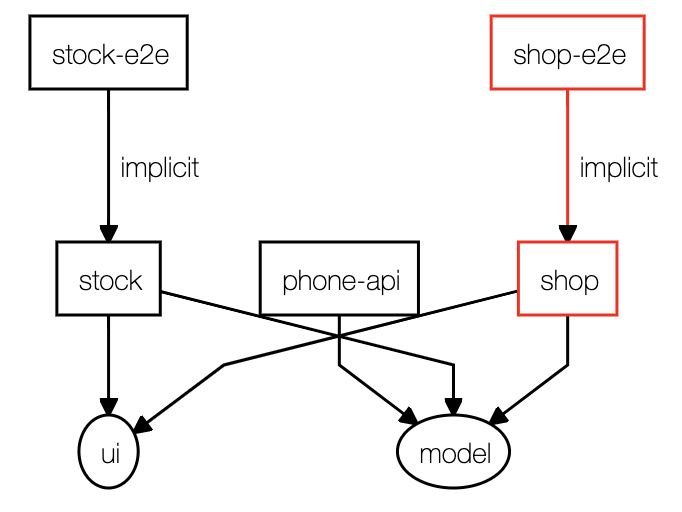 stock-e2e
shop-e2e
implicit
implicit
stock
phone-api
shop
ui
model